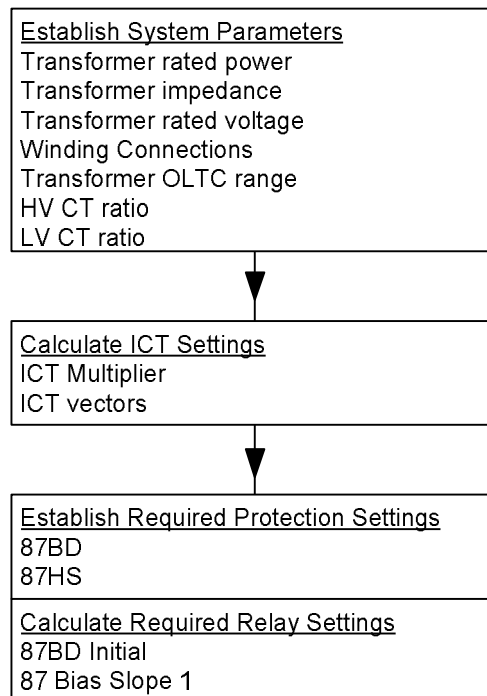 Establish System Parameters
Transformer rated power
Transformer impedance
Transformer rated voltage
Winding Connections
Transformer OLTC range
HV CT ratio
LV CT ratio
Calculate ICT Settings
ICT Multiplier
ICT vectors
Establish Required Protection Settings
87BD
87HS
Calculate Required Relay Settings
87BD Initial
87 Bias Slope 1